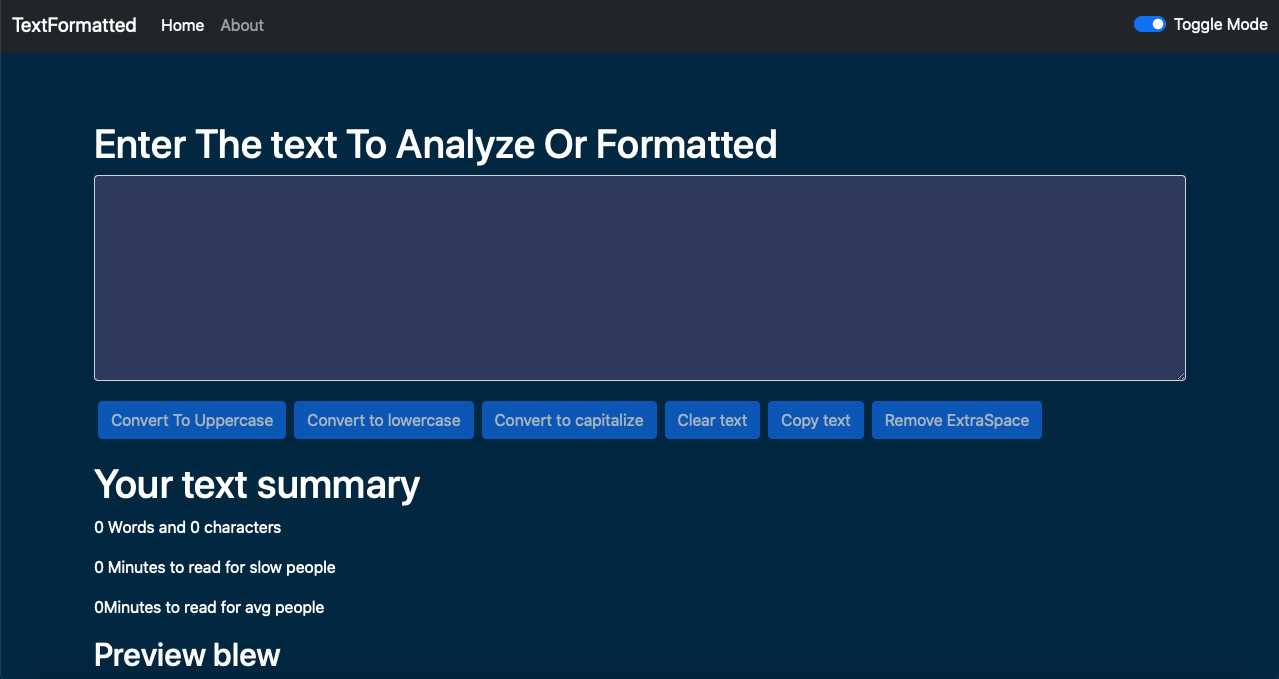 TextFormatted Home About Toggle Mode
Enter The text To Analyze Or Formatted
Convert To Uppercase Convert to lowercase Convert to capitalize Clear text Copy text Remove ExtraSpace
Your text summary
0 Words and 0 characters
0 Minutes to read for slow people
0Minutes to read for avg people
Preview blew